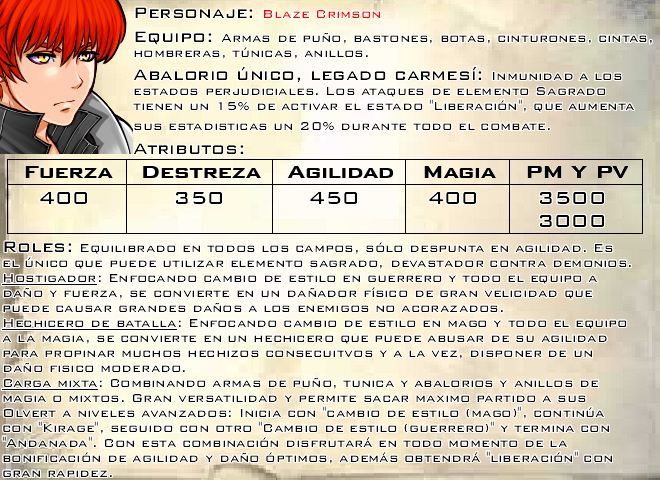 Personaje: Blaze Crimson
Equipo: Armas de puño, bastones, botas, cinturones, cintas,
hombreras, túnicas, anillos.
Abalorio único, legado carmesí: Inmunidad a los
estados perjudiciales. Los ataques de elemento Sagrado
tienen un 15% de activar el estado "Liberación", que aumenta
sus estadisticas un 20% durante todo el combate.
Atributos:
Fuerza Destreza Agilidad Magia PM y PV
400 350 450 400 3500
3000
Roles: Equilibrado en todos los campos, sólo despunta en agilidad. Es
el único que puede utilizar elemento sagrado, devastador contra demonios.
Hostigador: Enfocando cambio de estilo en guerrero y todo el equipo a
daño y fuerza, se convierte en un dañador físico de gran velicidad que
puede causar grandes daños a los enemigos no acorazados.
Hechicero de batalla: Enfocando cambio de estilo en mago y todo el equipo
a la magia, se convierte en un hechicero que puede abusar de su agilidad
para propinar muchos hechizos consecuitvos y a la vez, disponer de un
daño fisico moderado.
Carga mixta: Combinando armas de puño, tunica y abalorios y anillos de
magia o mixtos. Gran versatilidad y permite sacar maximo partido a sus
Olvert a niveles avanzados: Inicia con "cambio de estilo (mago)", continúa
con "Kirage", seguido con otro "Cambio de estilo (guerrero)" y termina con
"Andanada". Con esta combinación disfrutará en todo momento de la
bonificación de agilidad y daño óptimos, además obtendrá "liberación" con
gran rapidez.